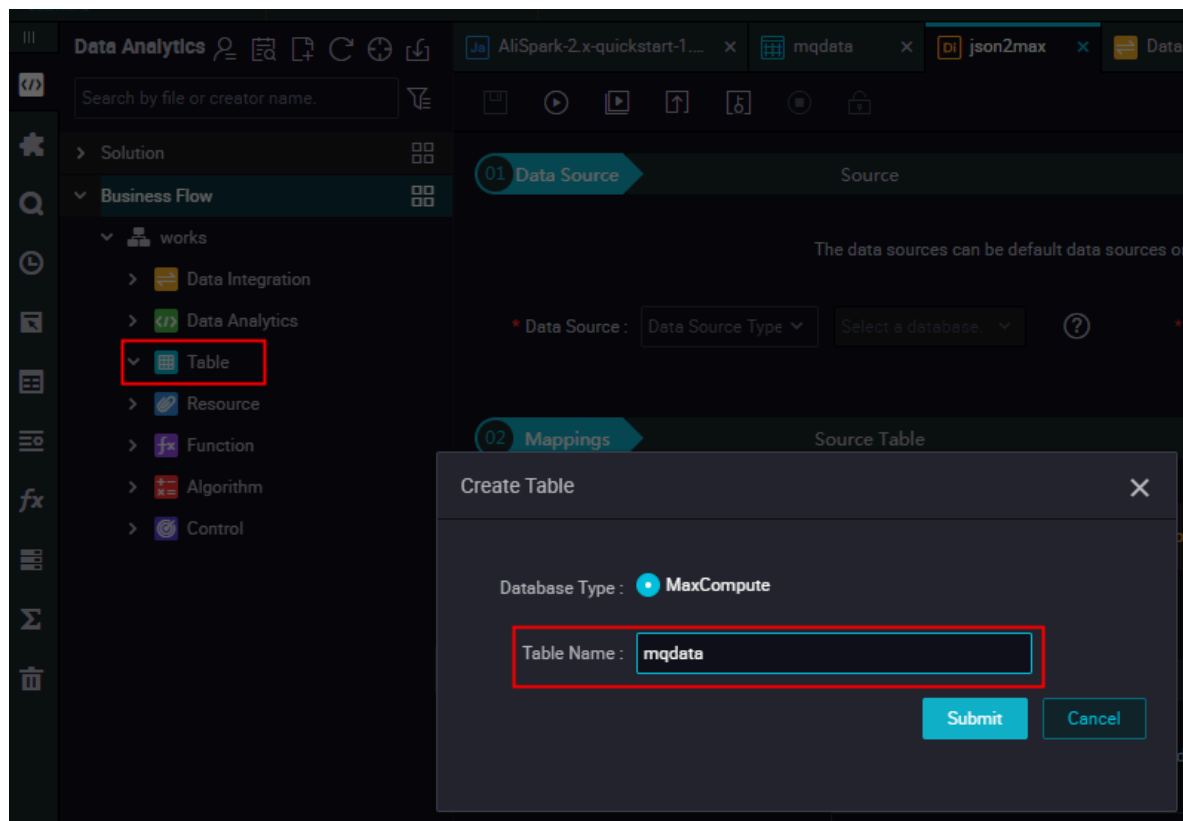 Data Analytics
Search by file or creator name.
Solution
Business Flow
works
Data Integration
Data Analytics
Table
Resource
Function
Algorithm
Control
Ja AliSpark-2.x-quickstart-1.... ×
mqdata ×
Di json2max ×
Data
01 Data Source
Source
The data sources can be default data sources o
* Data Source : Data Source Type Select a database. ? *
02 Mappings
Source Table
Create Table
Database Type : MaxCompute
Table Name : mqdata
Submit Cancel